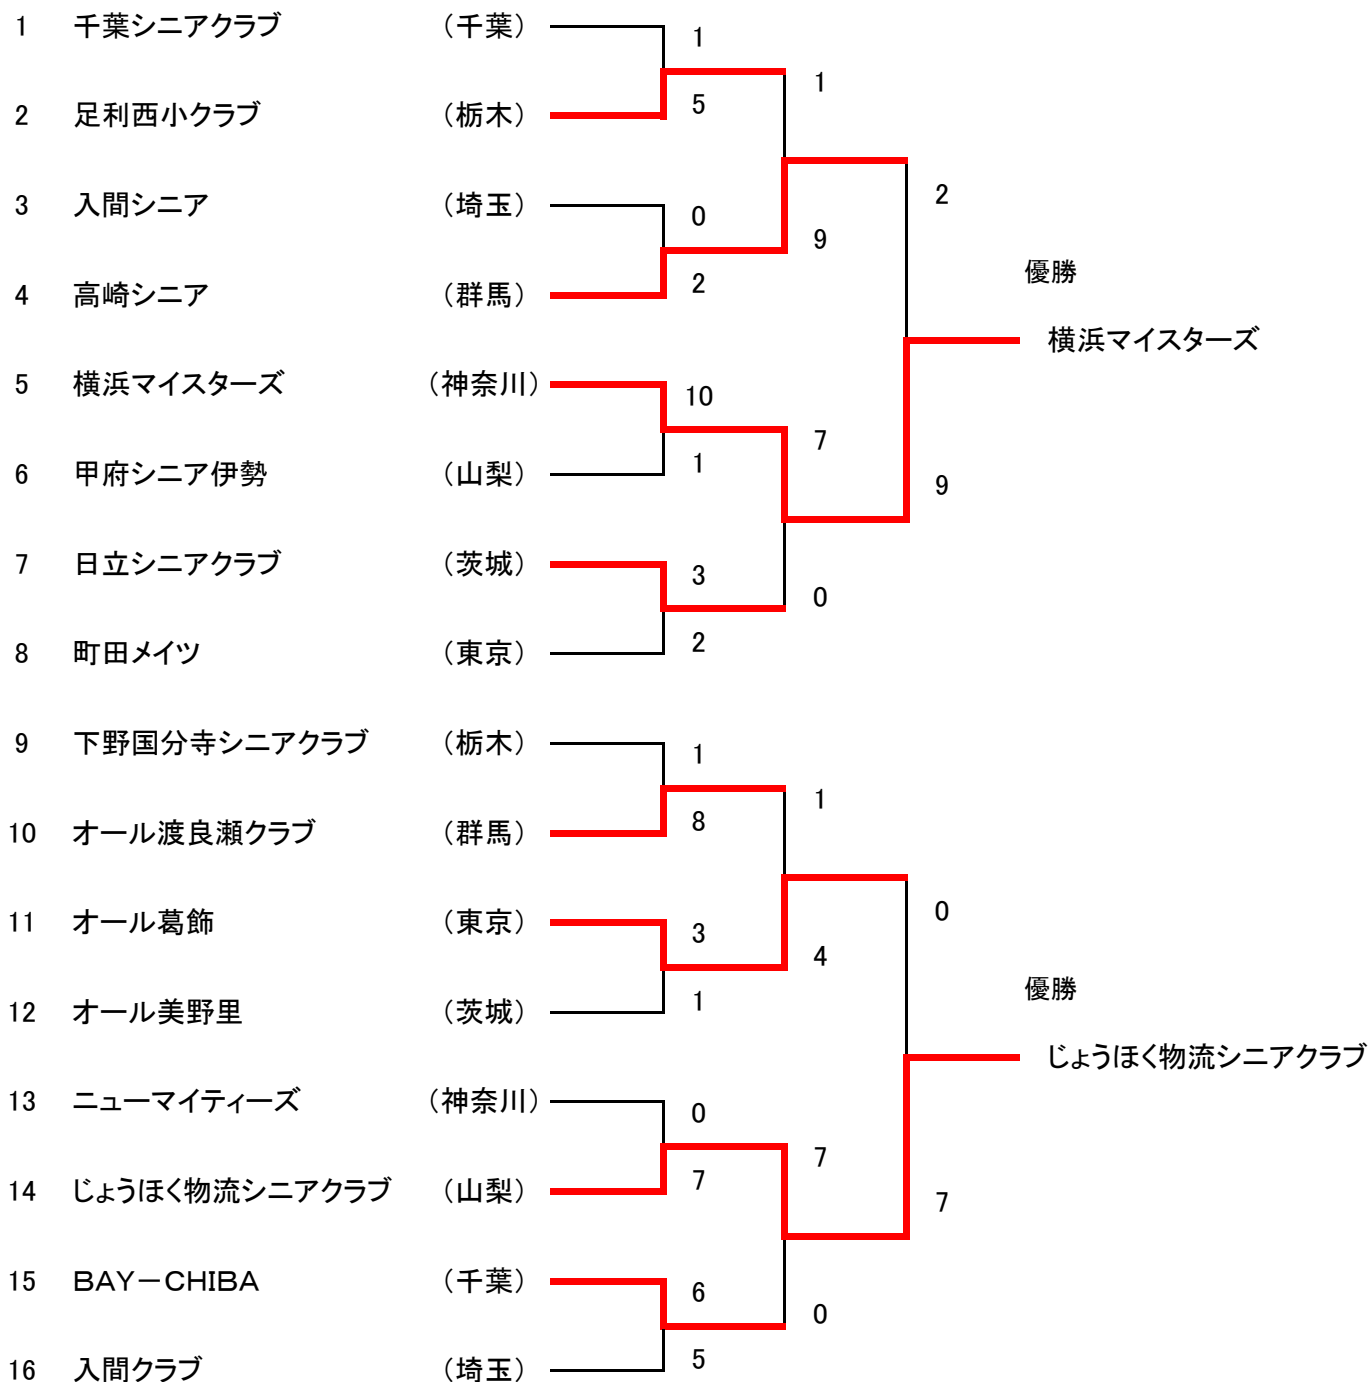 1 千葉シニアクラブ （千葉） 1
1
2 足利西小クラブ （栃木） 5
2
3 入間シニア （埼玉） 0
9
4 高崎シニア （群馬） 2
優勝
横浜マイスターズ
5 横浜マイスターズ （神奈川） 10
7
6 甲府シニア伊勢 （山梨） 1
9
7 日立シニアクラブ （茨城） 3
0
8 町田メイツ （東京） 2
9 下野国分寺シニアクラブ （栃木） 1
1
10 オール渡良瀬クラブ （群馬） 8
0
11 オール葛飾 （東京） 3
4
12 オール美野里 （茨城） 1
優勝
じょうほく物流シニアクラブ
13 ニューマイティーズ （神奈川） 0
7
14 じょうほく物流シニアクラブ （山梨） 7
7
15 BAY－CHIBA （千葉） 6
0
16 入間クラブ （埼玉） 5